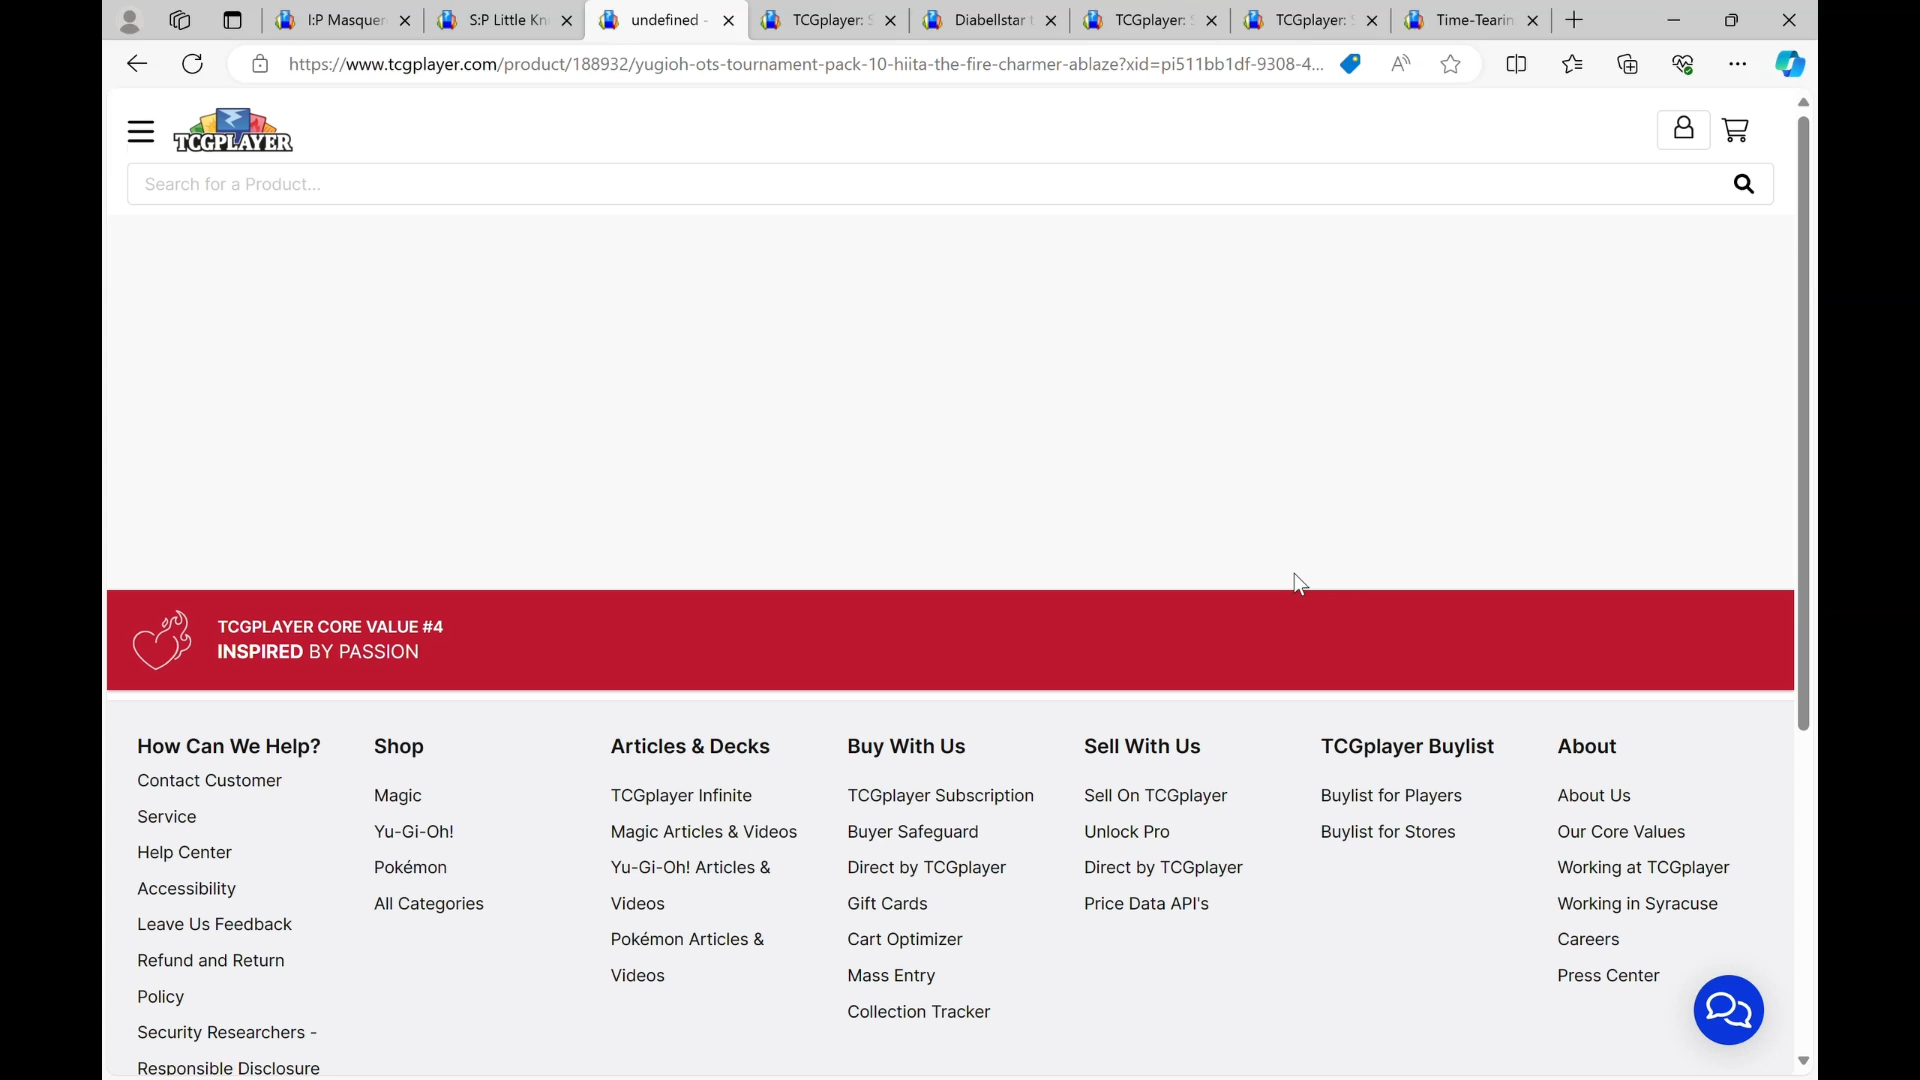 I:P Masquer
S:P Little Kn
undefined -
TCGplayer: S
Diabellstar t
TCGplayer: S
TCGplayer: S
Time-Tearin
https://www.tcgplayer.com/product/188932/yugioh-ots-tournament-pack-10-hiita-the-fire-charmer-ablaze?xid=pi511bb1df-9308-4...
TCGPLAYER
Search for a Product...
TCGPLAYER CORE VALUE #4
INSPIRED BY PASSION
How Can We Help?
Contact Customer
Service
Help Center
Accessibility
Leave Us Feedback
Refund and Return
Policy
Security Researchers -
Responsible Disclosure
Shop
Magic
Yu-Gi-Oh!
Pokémon
All Categories
Articles & Decks
TCGplayer Infinite
Magic Articles & Videos
Yu-Gi-Oh! Articles &
Videos
Pokémon Articles &
Videos
Buy With Us
TCGplayer Subscription
Buyer Safeguard
Direct by TCGplayer
Gift Cards
Cart Optimizer
Mass Entry
Collection Tracker
Sell With Us
Sell On TCGplayer
Unlock Pro
Direct by TCGplayer
Price Data API's
TCGplayer Buylist
Buylist for Players
Buylist for Stores
About
About Us
Our Core Values
Working at TCGplayer
Working in Syracuse
Careers
Press Center